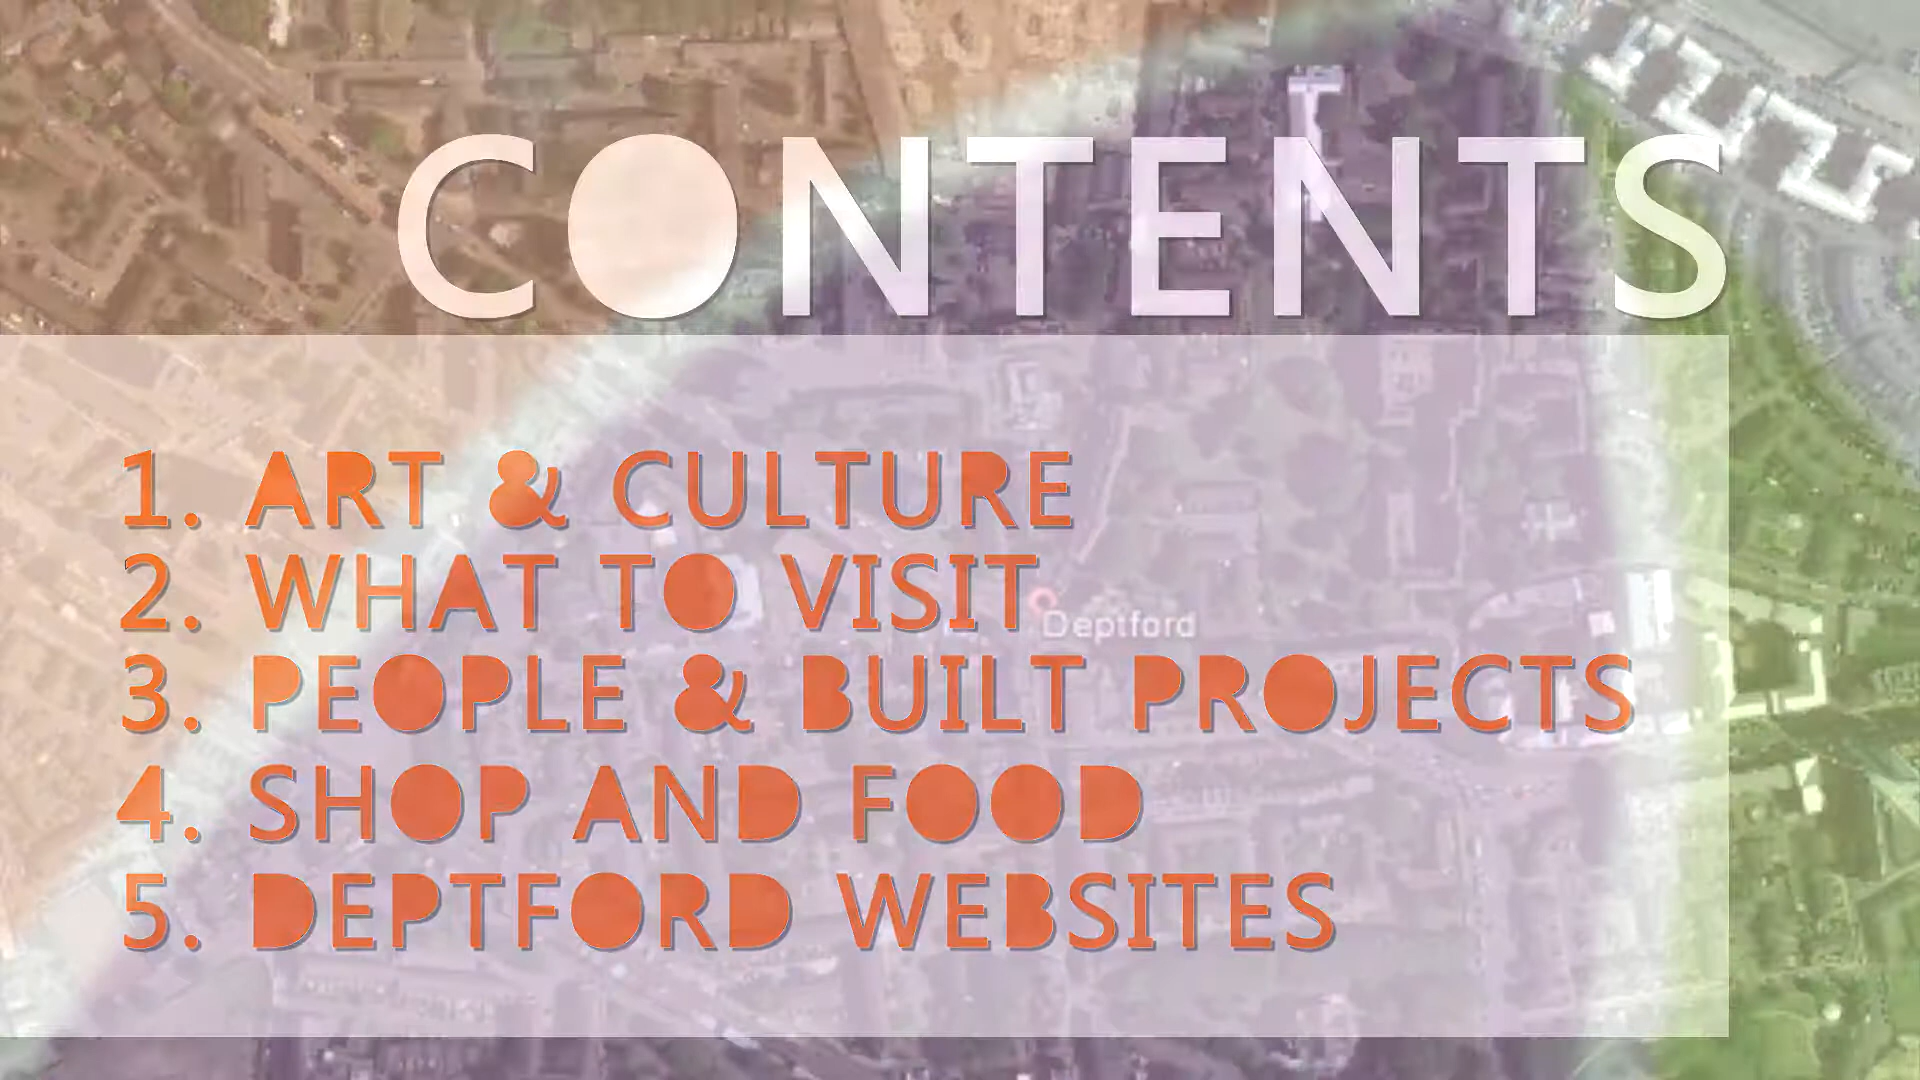 CONTENTS
1. ART & CULTURE
2. WHAT TO VISIT
Deptford
3. PEOPLE & BUILT PROJECTS
4. SHOP AND FOOD
5. DEPTFORD WEBSITES